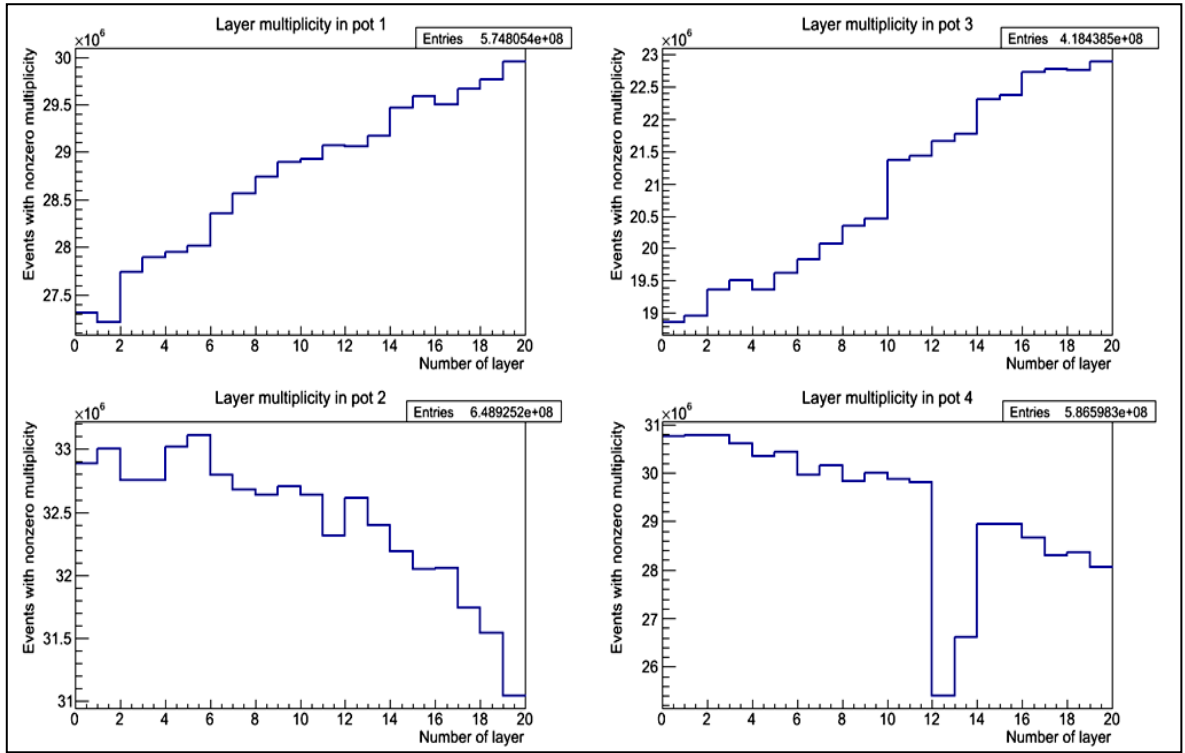 Layer multiplicity in pot 1
Entries 5.748054e+08
×10⁶
Events with nonzero multiplicity
30
29.5
29
28.5
28
27.5
0 2 4 6 8 10 12 14 16 18 20
Number of layer
Layer multiplicity in pot 3
Entries 4.184385e+08
×10⁶
Events with nonzero multiplicity
23
22.5
22
21.5
21
20.5
20
19.5
19
0 2 4 6 8 10 12 14 16 18 20
Number of layer
Layer multiplicity in pot 2
Entries 6.489252e+08
×10⁶
Events with nonzero multiplicity
33
32.5
32
31.5
31
0 2 4 6 8 10 12 14 16 18 20
Number of layer
Layer multiplicity in pot 4
Entries 5.865983e+08
×10⁶
Events with nonzero multiplicity
31
30
29
28
27
26
0 2 4 6 8 10 12 14 16 18 20
Number of layer